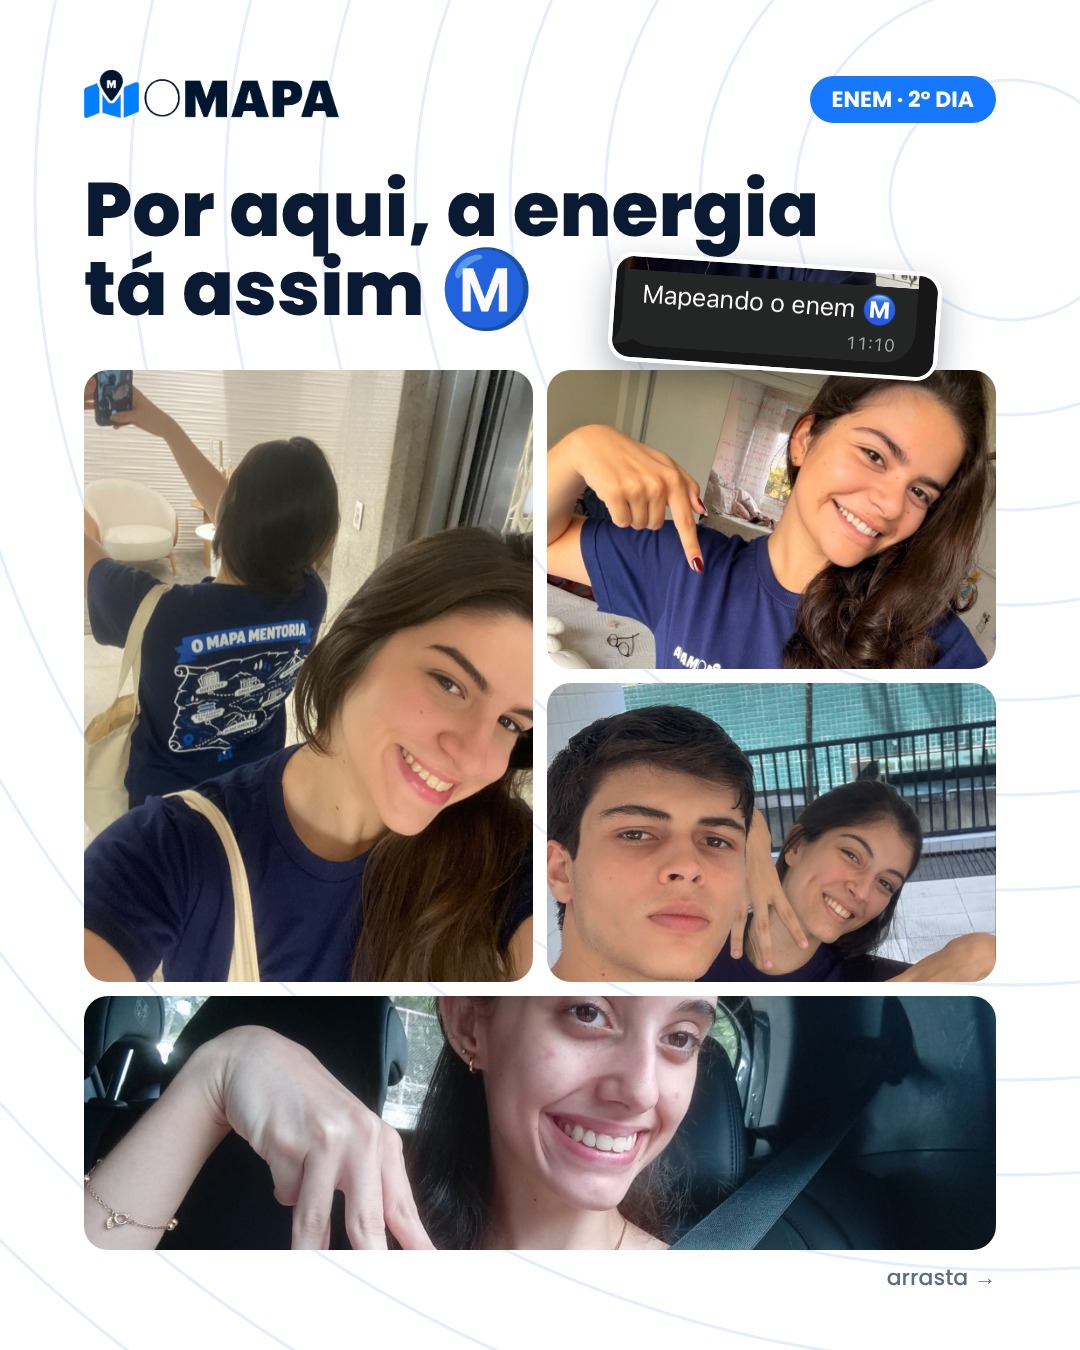 M
OMAPA
ENEM · 2º DIA
Por aqui, a energia
tá assim Ⓜ️
Mapeando o enem Ⓜ️
11:10
O MAPA MENTORIA
arrasta →